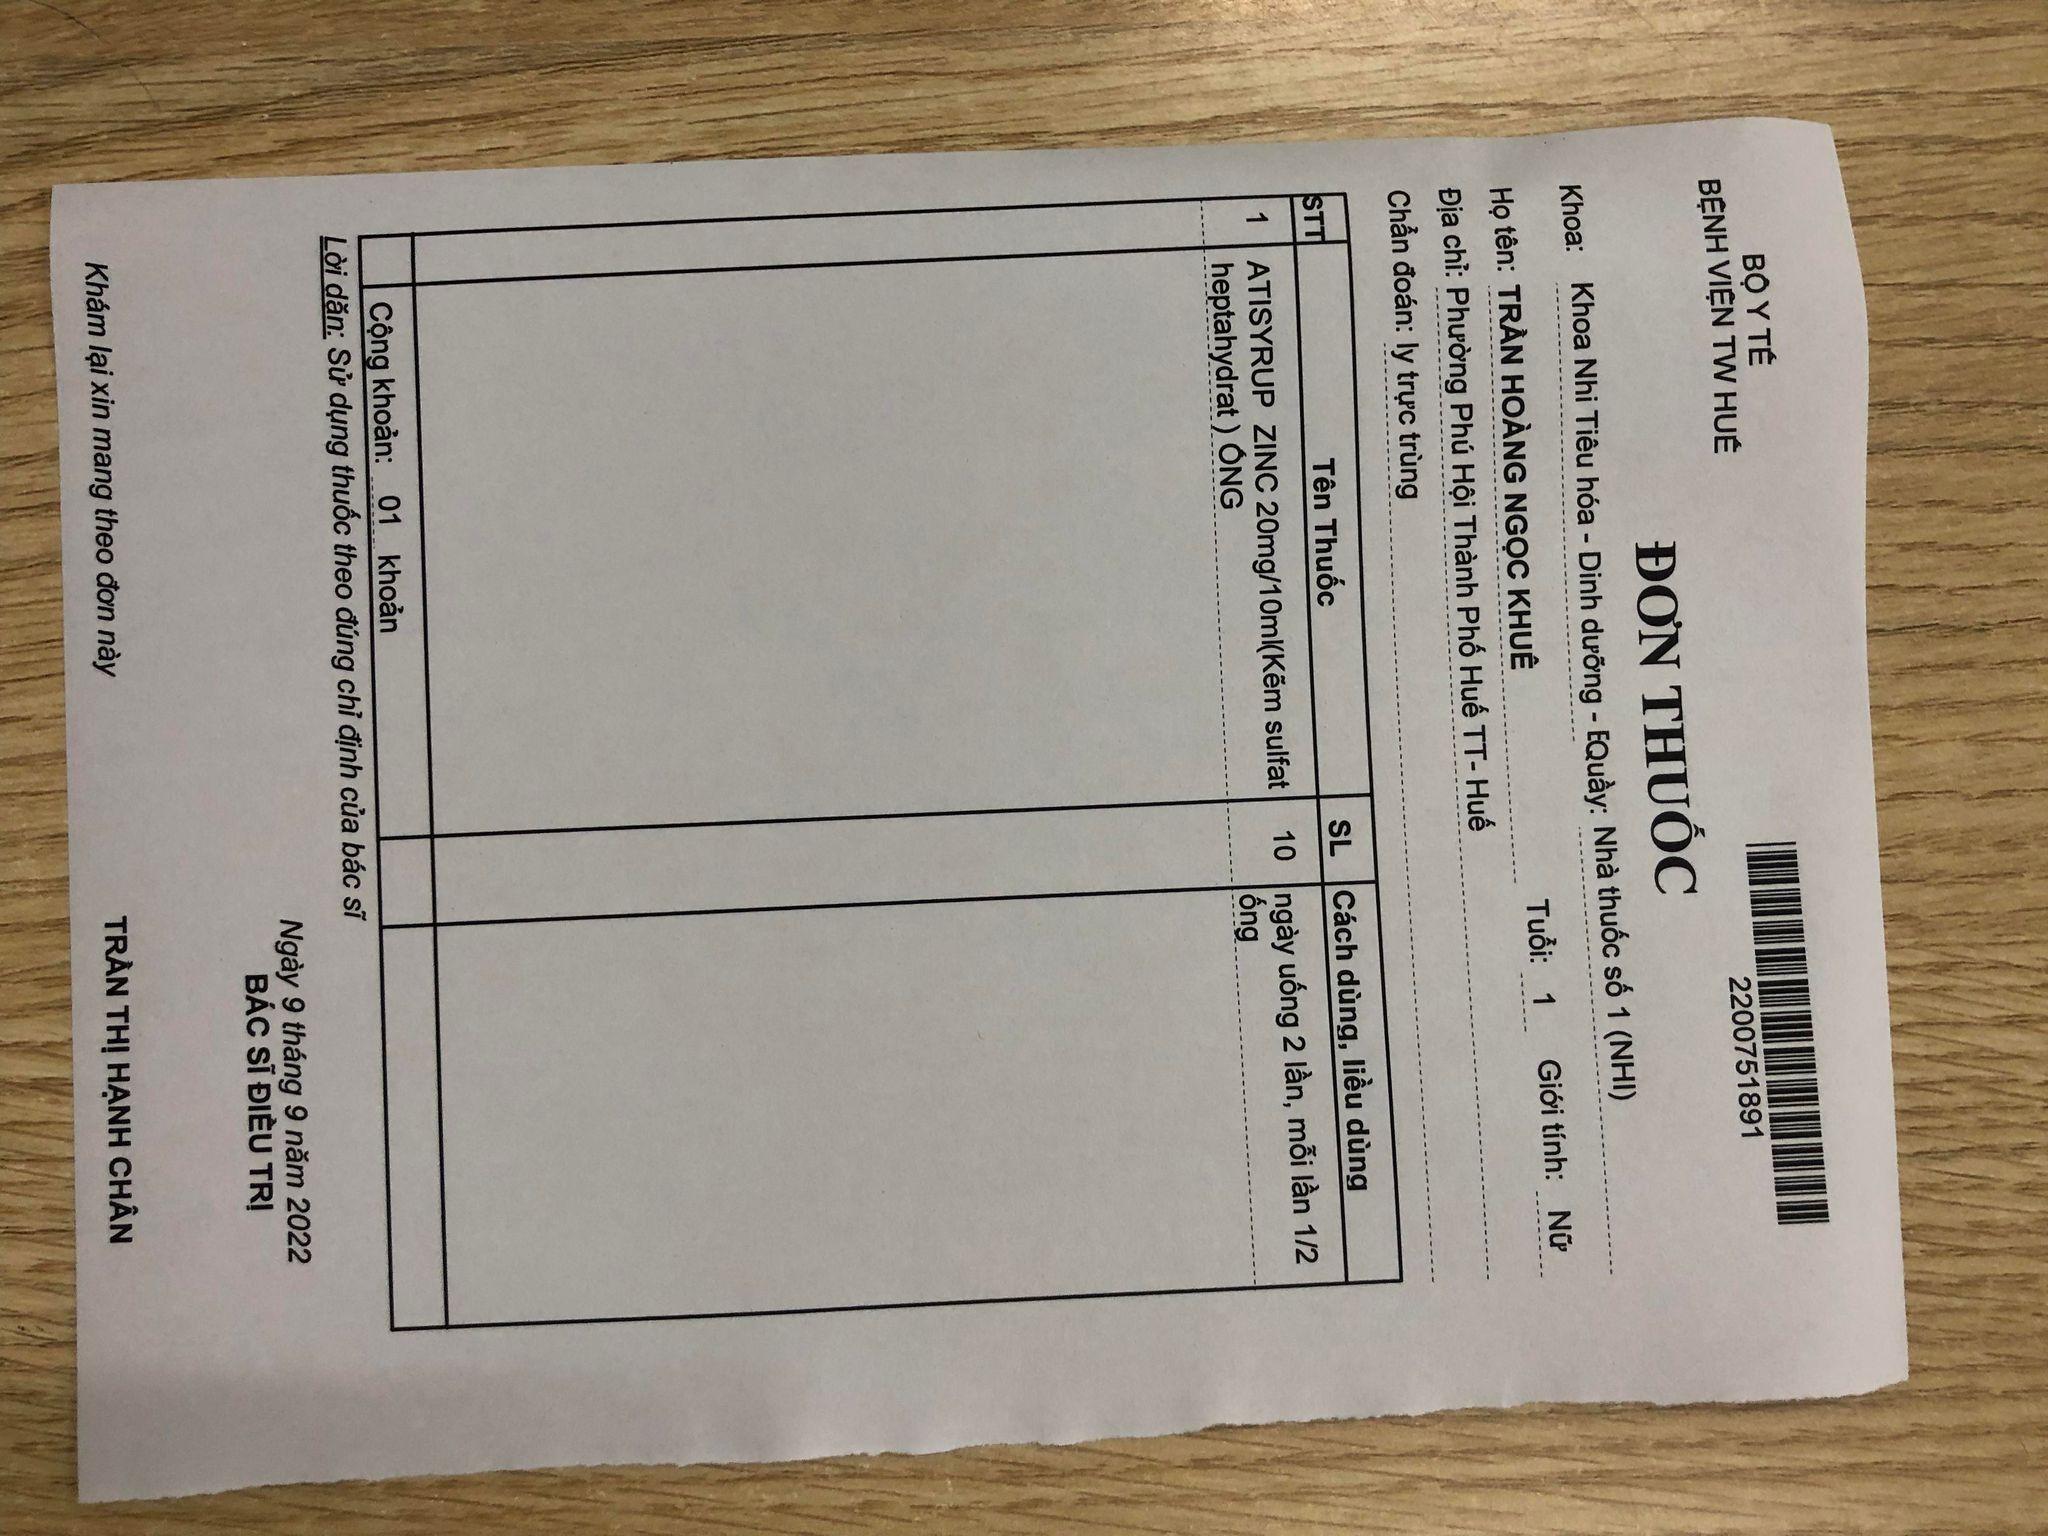 BỘ Y TẾ
BỆNH VIỆN TW HUẾ
2200751891
ĐƠN THUỐC
Khoa: Khoa Nhi Tiêu hóa - Dinh dưỡng - EQuầy: Nhà thuốc số 1 (NHI)
Họ tên: TRẦN HOÀNG NGỌC KHUÊ Tuổi: 1 Giới tính: Nữ
Địa chỉ: Phường Phú Hội Thành Phố Huế TT- Huế
Chẩn đoán: lỵ trực trùng
STT Tên Thuốc SL Cách dùng, liều dùng
1 ATISYRUP ZINC 20mg/10ml(Kẽm sulfat 10 ngày uống 2 lần, mỗi lần 1/2
heptahydrat ) ỐNG ống
Cộng khoản: 01 khoản
Lời dặn: Sử dụng thuốc theo đúng chỉ định của bác sĩ
Ngày 9 tháng 9 năm 2022
BÁC SĨ ĐIỀU TRỊ
Khám lại xin mang theo đơn này
TRẦN THỊ HẠNH CHÂN